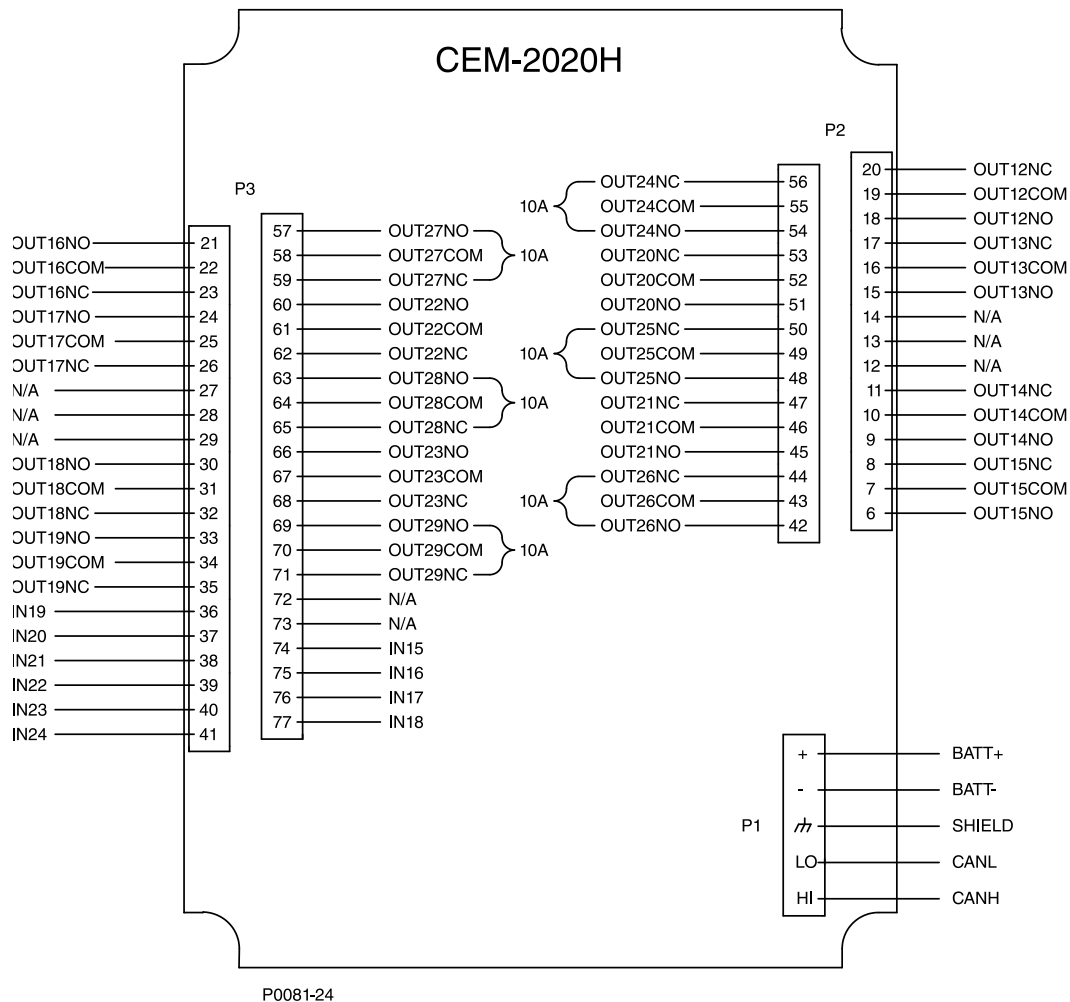 CEM-2020H
P2
20 OUT12NC
19 OUT12COM
18 OUT12NO
17 OUT13NC
16 OUT13COM
15 OUT13NO
14 N/A
13 N/A
12 N/A
11 OUT14NC
10 OUT14COM
9 OUT14NO
8 OUT15NC
7 OUT15COM
6 OUT15NO
OUT24NC 56
10A OUT24COM 55
OUT24NO 54
OUT20NC 53
OUT20COM 52
OUT20NO 51
OUT25NC 50
10A OUT25COM 49
OUT25NO 48
OUT21NC 47
OUT21COM 46
OUT21NO 45
OUT26NC 44
10A OUT26COM 43
OUT26NO 42
P3
OUT16NO 21
OUT16COM 22
OUT16NC 23
OUT17NO 24
OUT17COM 25
OUT17NC 26
N/A 27
N/A 28
N/A 29
OUT18NO 30
OUT18COM 31
OUT18NC 32
OUT19NO 33
OUT19COM 34
OUT19NC 35
IN19 36
IN20 37
IN21 38
IN22 39
IN23 40
IN24 41
57 OUT27NO
58 OUT27COM 10A
59 OUT27NC
60 OUT22NO
61 OUT22COM
62 OUT22NC
63 OUT28NO
64 OUT28COM 10A
65 OUT28NC
66 OUT23NO
67 OUT23COM
68 OUT23NC
69 OUT29NO
70 OUT29COM 10A
71 OUT29NC
72 N/A
73 N/A
74 IN15
75 IN16
76 IN17
77 IN18
P1
+ BATT+
- BATT-
SHIELD
LO CANL
HI CANH
P0081-24